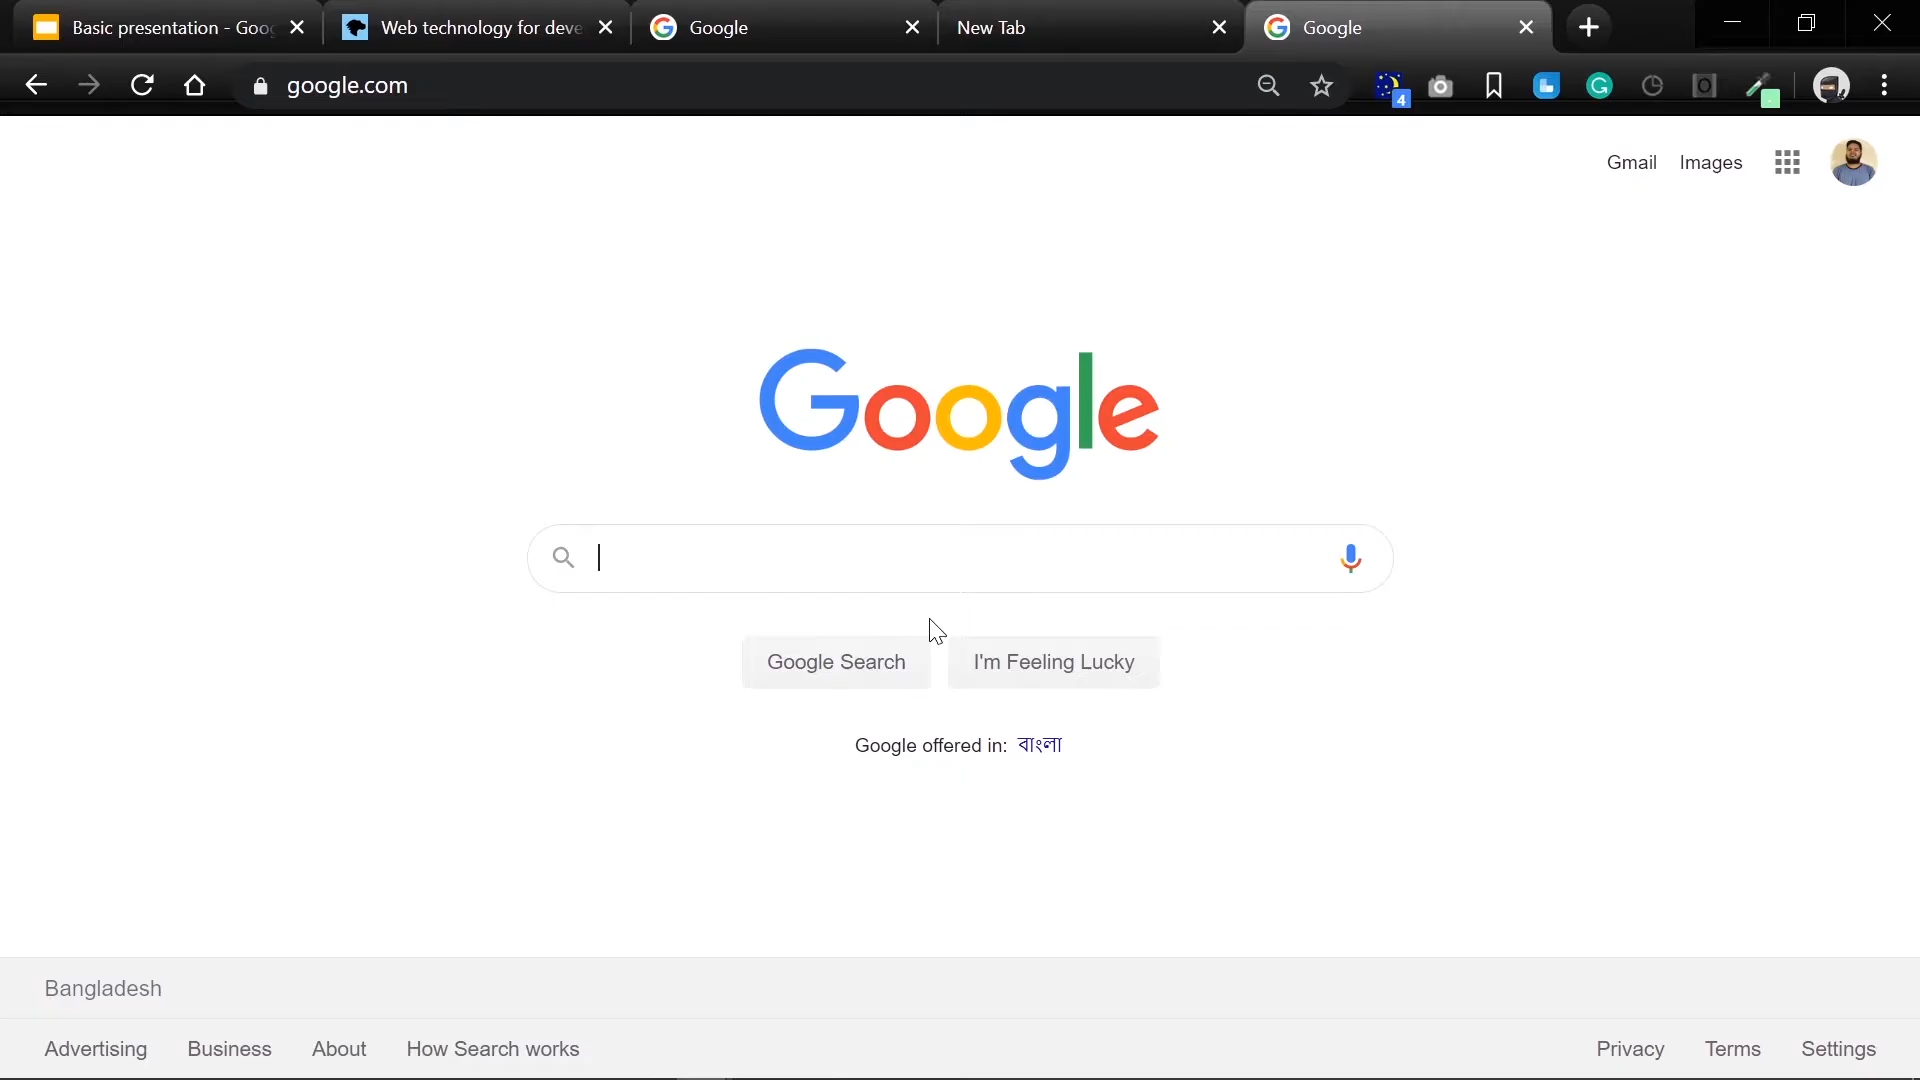 Basic presentation - Goo
Web technology for deve
Google
New Tab
Google
google.com
4
Gmail
Images
Google
Google Search
I'm Feeling Lucky
Google offered in: বাংলা
Bangladesh
Advertising
Business
About
How Search works
Privacy
Terms
Settings